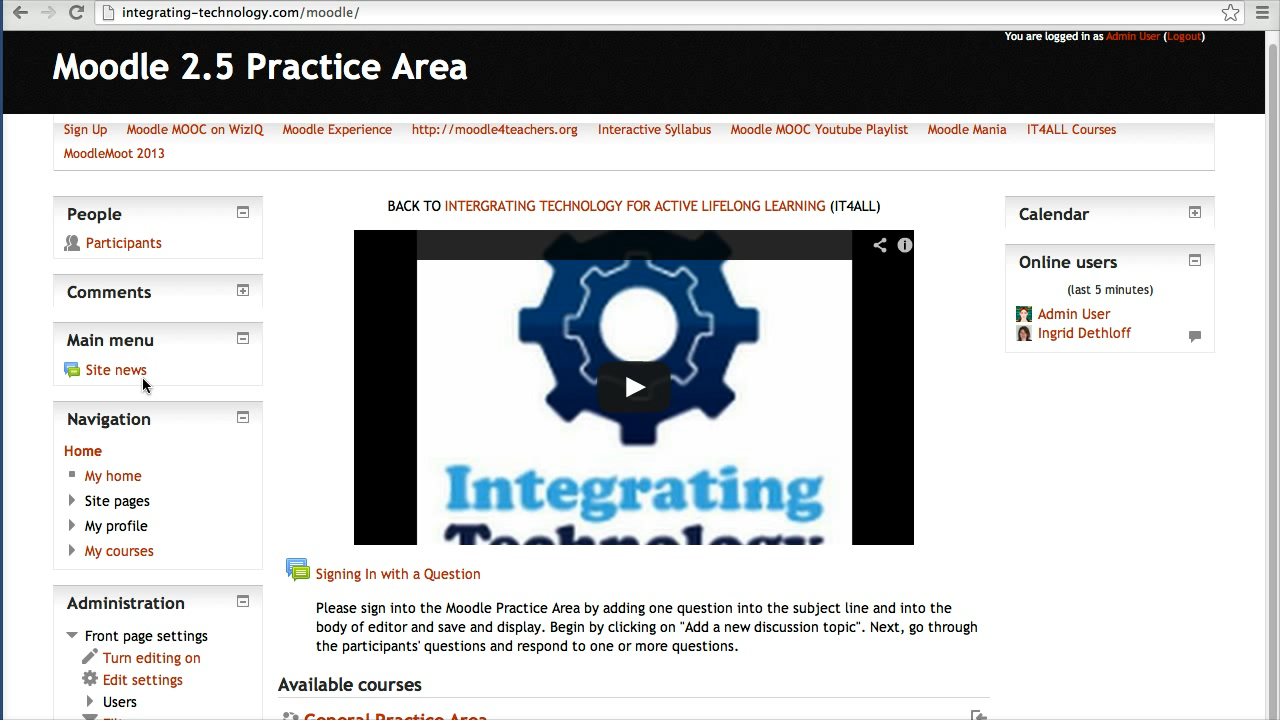 integrating-technology.com/moodle/
You are logged in as Admin User (Logout)
Moodle 2.5 Practice Area
Sign Up Moodle MOOC on WizIQ Moodle Experience http://moodle4teachers.org Interactive Syllabus Moodle MOOC Youtube Playlist Moodle Mania IT4ALL Courses
MoodleMoot 2013
People
Participants
Comments
Main menu
Site news
Navigation
Home
My home
Site pages
My profile
My courses
Administration
Front page settings
Turn editing on
Edit settings
Users
BACK TO INTERGRATING TECHNOLOGY FOR ACTIVE LIFELONG LEARNING (IT4ALL)
Integrating
Technology
Signing In with a Question
Please sign into the Moodle Practice Area by adding one question into the subject line and into the
body of editor and save and display. Begin by clicking on "Add a new discussion topic". Next, go through
the participants' questions and respond to one or more questions.
Available courses
General Practice Area
Calendar
Online users
(last 5 minutes)
Admin User
Ingrid Dethloff